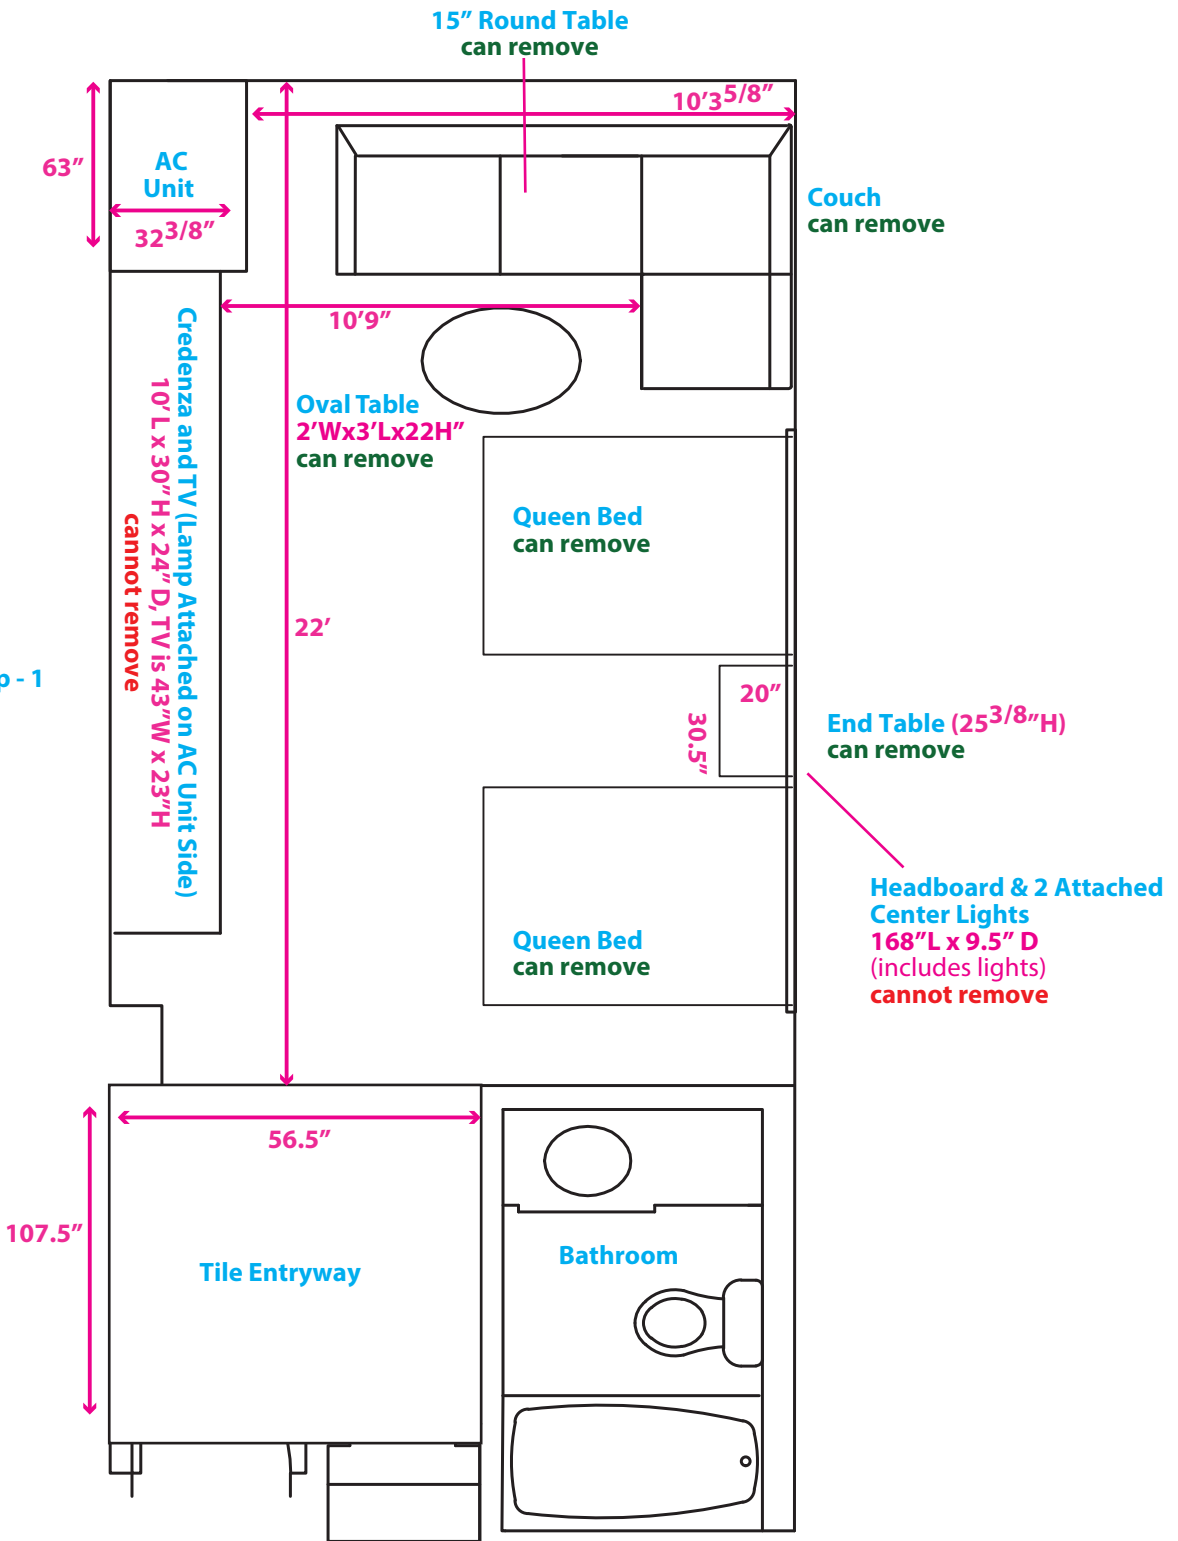 15” Round Table
can remove
10’3 5/8”
63”
AC
Unit
32 3/8”
Couch
can remove
10’9”
Oval Table
2’Wx3’Lx22H”
can remove
Credenza and TV (Lamp Attached on AC Unit Side)
10’ L x 30”H x 24” D, TV is 43”W x 23”H
cannot remove
Queen Bed
can remove
22’
p - 1
20”
30.5”
End Table (25 3/8”H)
can remove
Headboard & 2 Attached
Center Lights
168”L x 9.5” D
(includes lights)
cannot remove
Queen Bed
can remove
56.5”
107.5”
Tile Entryway
Bathroom